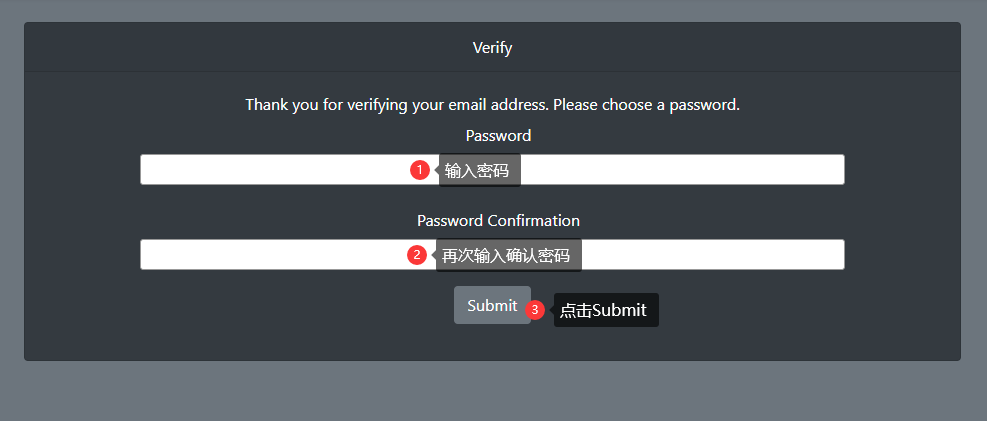 Verify
Thank you for verifying your email address. Please choose a password.
Password
1 输入密码
Password Confirmation
2 再次输入确认密码
Submit 3 点击Submit